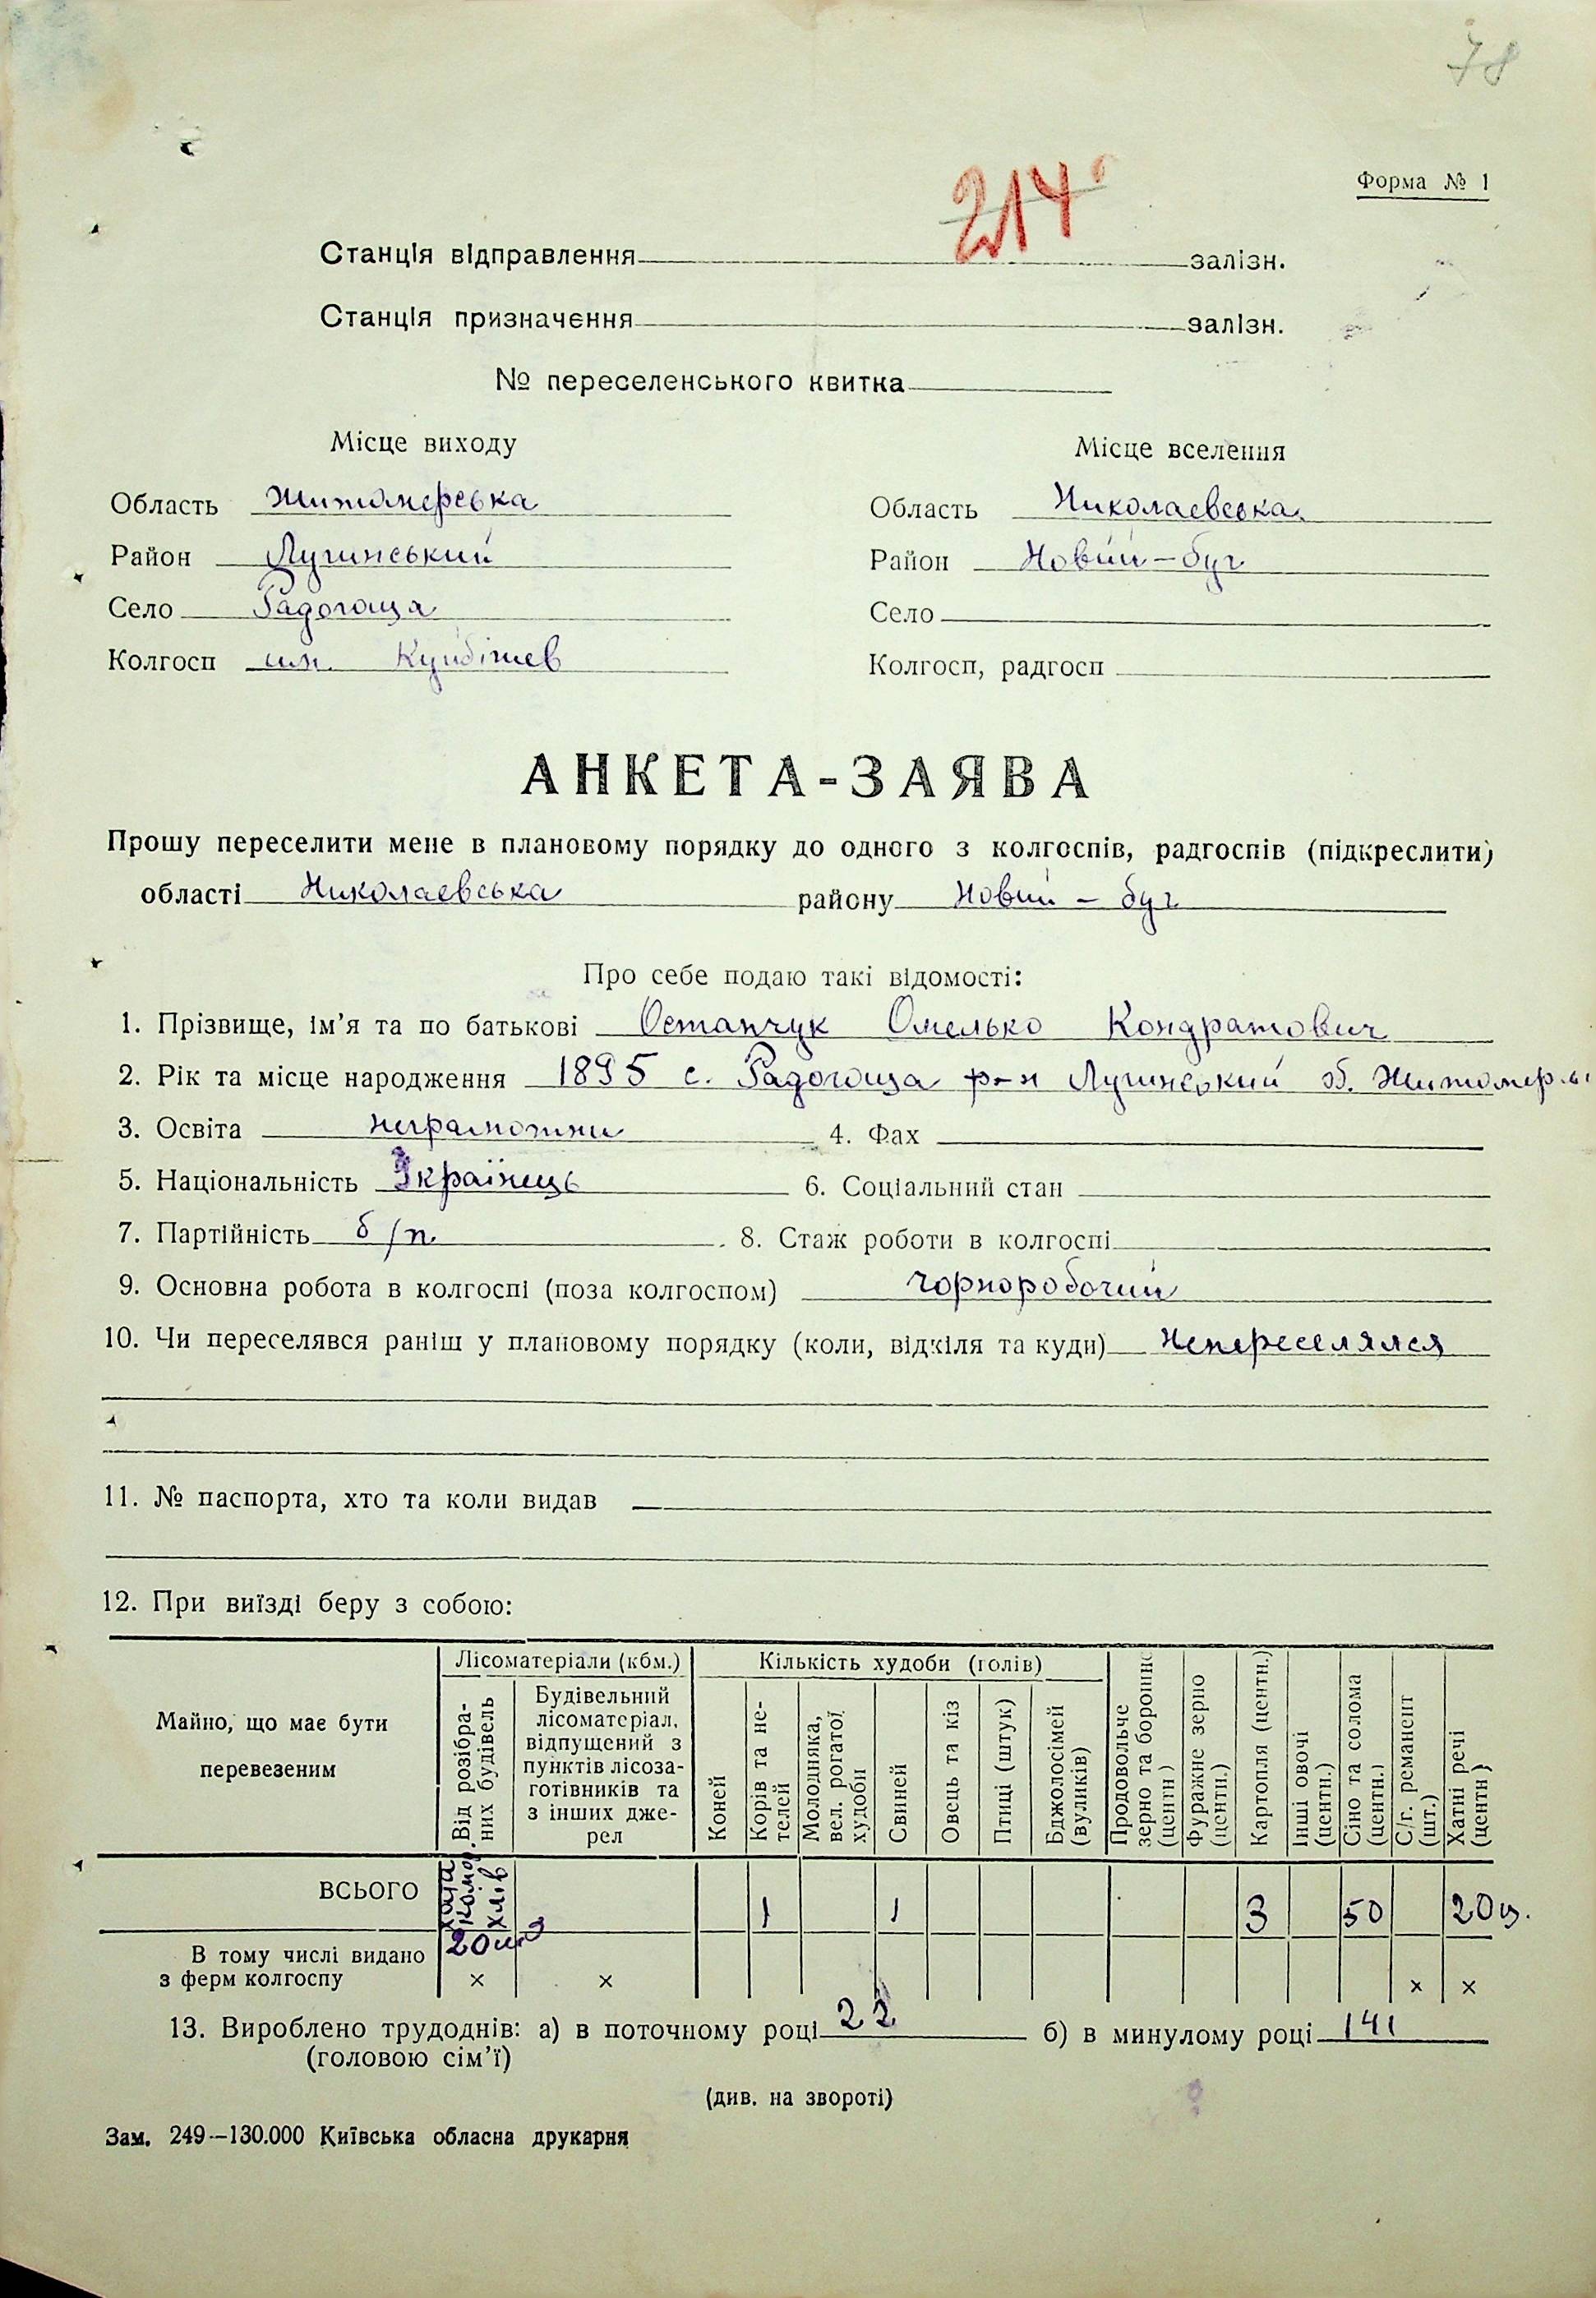 78
Форма № 1
214
Станція відправлення залізн.
Станція призначення залізн.
№ переселенського квитка
Місце виходу Місце вселення
Область Житомерська Область Николаевська
Район Лугинський Район Новий-буг
Село Радогоща Село
Колгосп им. Куйбішев Колгосп, радгосп
АНКЕТА-ЗАЯВА
Прошу переселити мене в плановому порядку до одного з колгоспів, радгоспів (підкреслити)
області Николаевська району Новий - буг
Про себе подаю такі відомості:
1. Прізвище, ім’я та по батькові Остапчук Омелько Кондратович
2. Рік та місце народження 1895 с. Радогоща р-н Лугинський об. Житомер.
3. Освіта неграмотни 4. Фах
5. Національність Українець 6. Соціальний стан
7. Партійність б/п. 8. Стаж роботи в колгоспі
9. Основна робота в колгоспі (поза колгоспом) чорноробочий
10. Чи переселявся раніш у плановому порядку (коли, відкіля та куди) Непереселялся
11. № паспорта, хто та коли видав
12. При виїзді беру з собою:
Майно, що має бути перевезеним
Лісоматеріали (кбм.)
Від розібраних будівель
Будівельний лісоматеріал, відпущений з пунктів лісозаготівників та з інших джерел
Кількість худоби (голів)
Коней
Корів та нетелей
Молодняка, вел. рогатої худоби
Свиней
Овець та кіз
Птиці (штук)
Бджолосімей (вуликів)
Продовольче зерно та борошно (центн)
Фуражне зерно (центн.)
Картопля (центн.)
Інші овочі (центн.)
Сіно та солома (центн.)
С/г. реманент (шт.)
Хатні речі (центн)
ВСЬОГО хата комор. хлів 1 1 3 50 20 ц.
20 м3
В тому числі видано з ферм колгоспу × × × ×
13. Вироблено трудоднів: а) в поточному році 22 б) в минулому році 141
(головою сім’ї)
(див. на звороті)
Зам. 249—130.000 Київська обласна друкарня